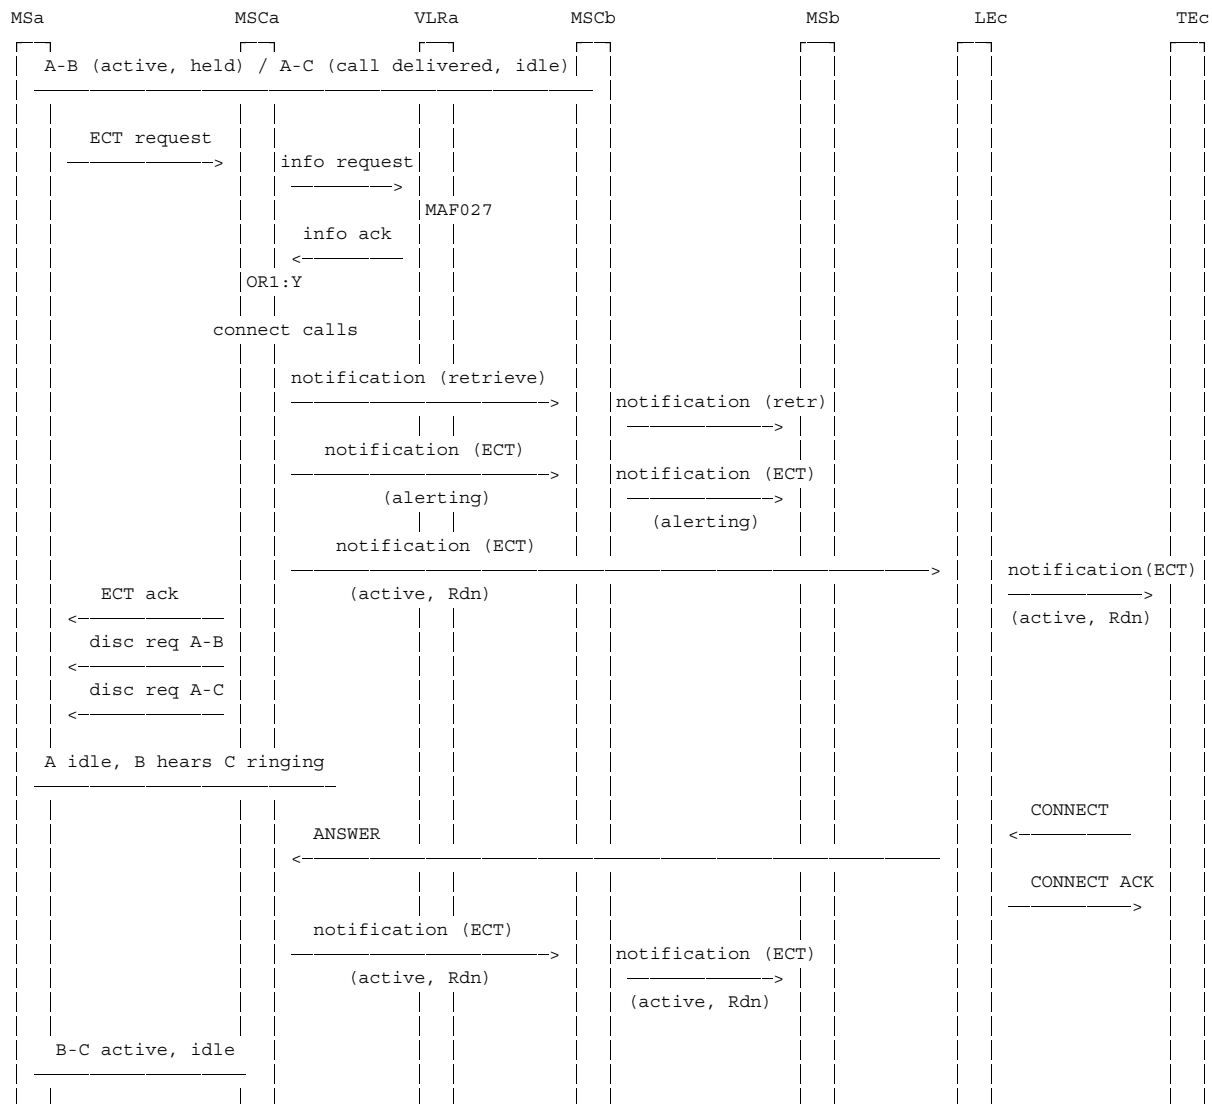 MSa MSCa VLRa MSCb MSb LEc TEc
A-B (active, held) / A-C (call delivered, idle)
ECT request
info request
MAF027
info ack
OR1:Y
connect calls
notification (retrieve)
notification (retr)
notification (ECT)
notification (ECT)
(alerting)
(alerting)
notification (ECT)
notification(ECT)
ECT ack (active, Rdn)
(active, Rdn)
disc req A-B
disc req A-C
A idle, B hears C ringing
CONNECT
ANSWER
CONNECT ACK
notification (ECT)
notification (ECT)
(active, Rdn)
(active, Rdn)
B-C active, idle